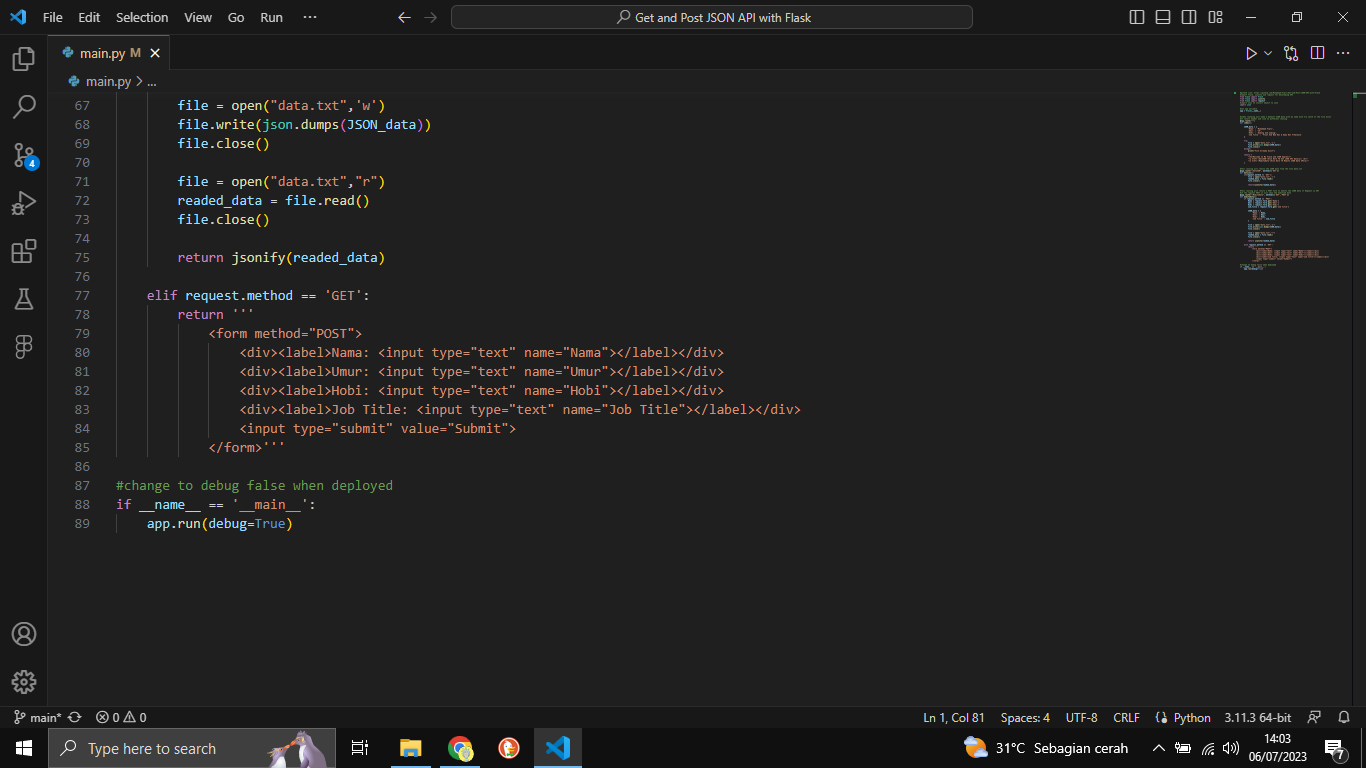 File Edit Selection View Go Run ··· Get and Post JSON API with Flask
main.py M
main.py > ...
67 file = open("data.txt",'w')
68 file.write(json.dumps(JSON_data))
69 file.close()
70
71 file = open("data.txt","r")
72 readed_data = file.read()
73 file.close()
74
75 return jsonify(readed_data)
76
77 elif request.method == 'GET':
78 return '''
79 <form method="POST">
80 <div><label>Nama: <input type="text" name="Nama"></label></div>
81 <div><label>Umur: <input type="text" name="Umur"></label></div>
82 <div><label>Hobi: <input type="text" name="Hobi"></label></div>
83 <div><label>Job Title: <input type="text" name="Job Title"></label></div>
84 <input type="submit" value="Submit">
85 </form>'''
86
87 #change to debug false when deployed
88 if __name__ == '__main__':
89 app.run(debug=True)
4
main* 0 0 Ln 1, Col 81 Spaces: 4 UTF-8 CRLF Python 3.11.3 64-bit
Type here to search 31°C Sebagian cerah 14:03
06/07/2023 7